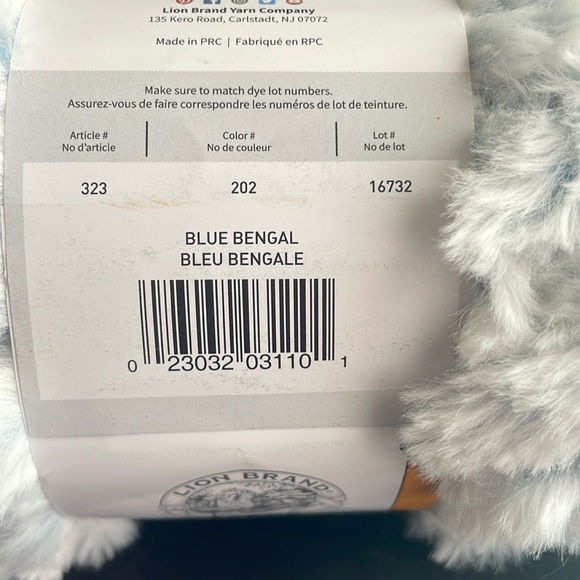 Lion Brand Yarn Company
135 Kero Road, Carlstadt, NJ 07072
Made in PRC | Fabriqué en RPC
Make sure to match dye lot numbers.
Assurez-vous de faire correspondre les numéros de lot de teinture.
Article # Color # Lot #
No d'article No de couleur No de lot
323 202 16732
BLUE BENGAL
BLEU BENGALE
0 23032 03110 1
LION BRAND